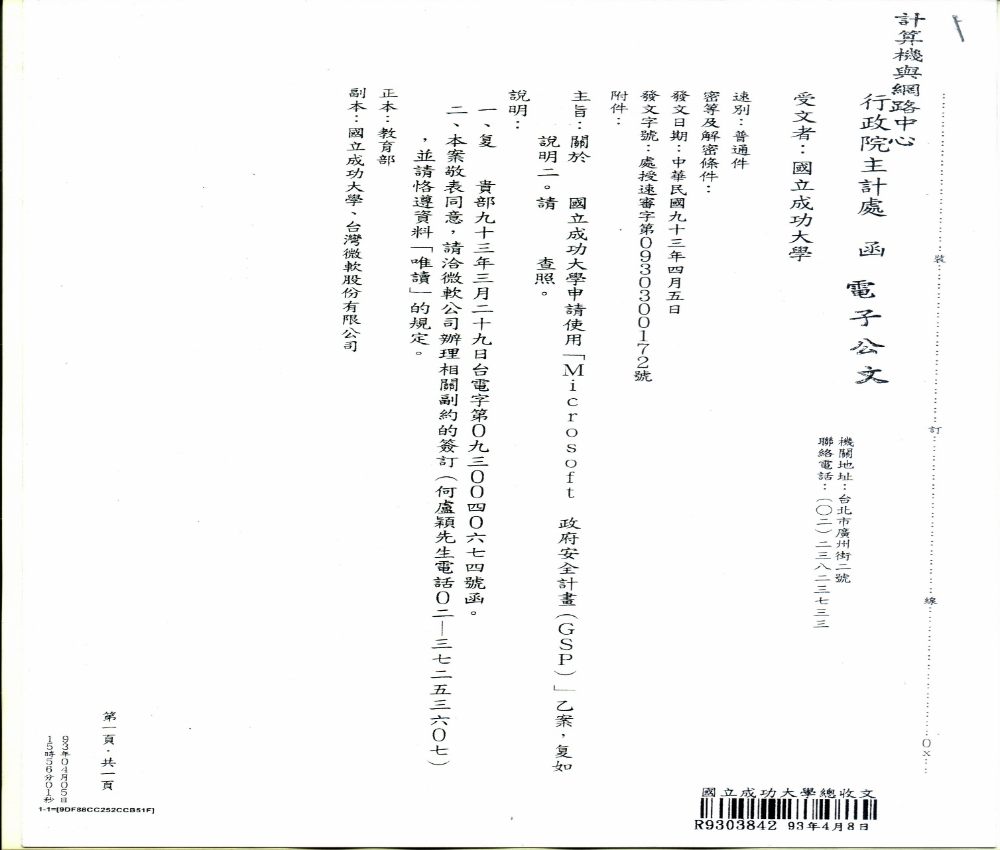 計算機與網路中心
行政院主計處　函　電子公文
機關地址：台北市廣州街二號
聯絡電話：（○二）二三八二三七三三
受文者：國立成功大學
速別：普通件
密等及解密條件：
發文日期：中華民國九十三年四月五日
發文字號：處授速審字第０９３０３００１７２號
附件：
主旨：關於　國立成功大學申請使用「Ｍｉｃｒｏｓｏｆｔ　政府安全計畫（ＧＳＰ）」乙案，复如
說明二。請　　查照。
說明：
一、复　　貴部九十三年三月二十九日台電字第０九三００四０六七四號函。
二、本案敬表同意，請洽微軟公司辦理相關副約的簽訂（何盧穎先生電話０二—三七二五三六０七）
，並請恪遵資料「唯讀」的規定。
正本：教育部
副本：國立成功大學、台灣微軟股份有限公司
裝
訂
線
０ｘ
第一頁．共一頁
93年04月05日
15時56分01秒
1-1=[9DF88CC252CCB51F]
國立成功大學總收文
R9303842 93年4月8日